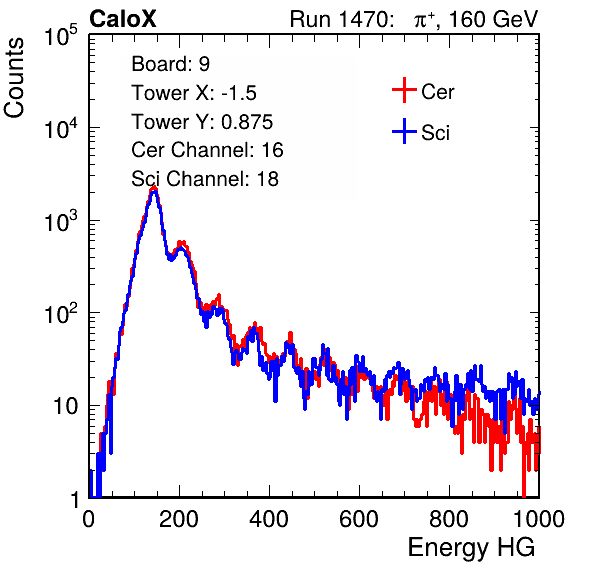 CaloX Run 1470: π⁺, 160 GeV
Counts
Board: 9
Tower X: -1.5
Tower Y: 0.875
Cer Channel: 16
Sci Channel: 18
Cer
Sci
10⁵
10⁴
10³
10²
10
1
0 200 400 600 800 1000
Energy HG